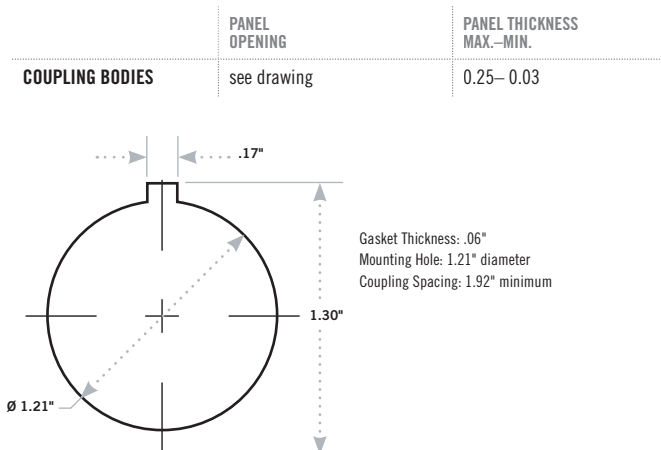 PANEL
OPENING
PANEL THICKNESS
MAX.–MIN.
COUPLING BODIES
see drawing
0.25– 0.03
.17"
Gasket Thickness: .06"
Mounting Hole: 1.21" diameter
Coupling Spacing: 1.92" minimum
1.30"
Ø 1.21"